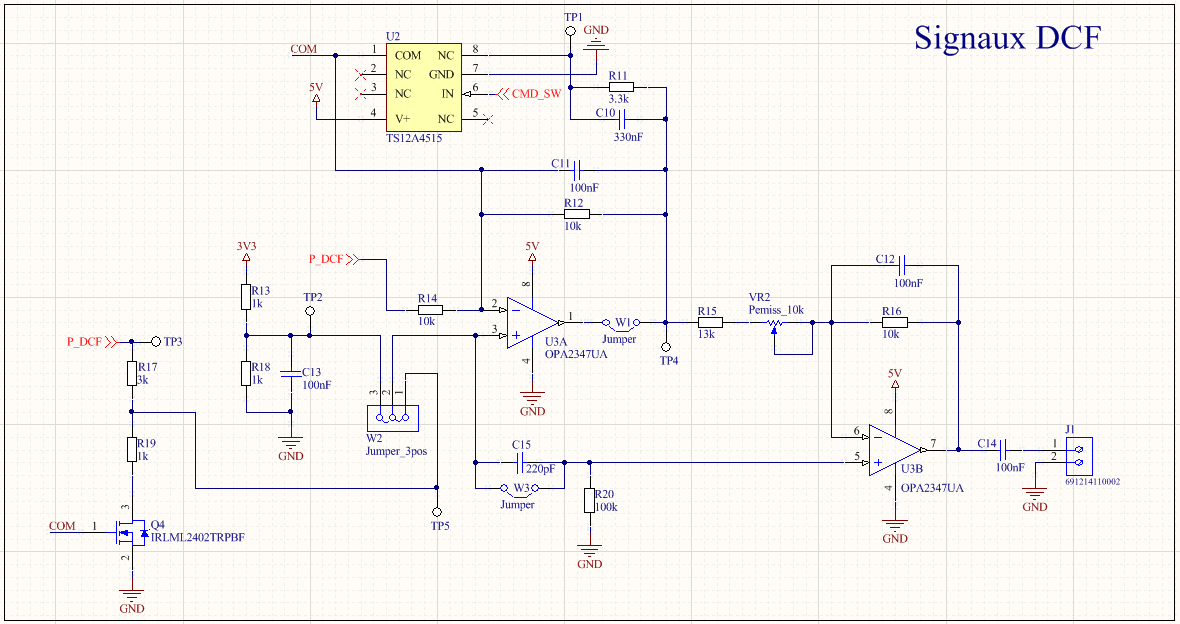 Signaux DCF
TP1
GND
U2
COM
1
COM
NC
8
2
NC
GND
7
3
NC
IN
6
CMD_SW
5V
4
V+
NC
5
TS12A4515
R11
3.3k
C10
330nF
C11
100nF
R12
10k
3V3
P_DCF
5V
R13
1k
TP2
R14
10k
8
2
3
1
U3A
OPA2347UA
4
GND
W1
Jumper
TP4
R15
13k
VR2
Pemiss_10k
C12
100nF
R16
10k
P_DCF
TP3
R17
3k
R18
1k
C13
100nF
GND
3
2
1
W2
Jumper_3pos
R19
1k
5V
8
6
5
7
U3B
OPA2347UA
4
GND
C14
100nF
J1
1
2
691214110002
GND
C15
220pF
W3
Jumper
R20
100k
GND
TP5
COM
1
3
Q4
IRLML2402TRPBF
2
GND